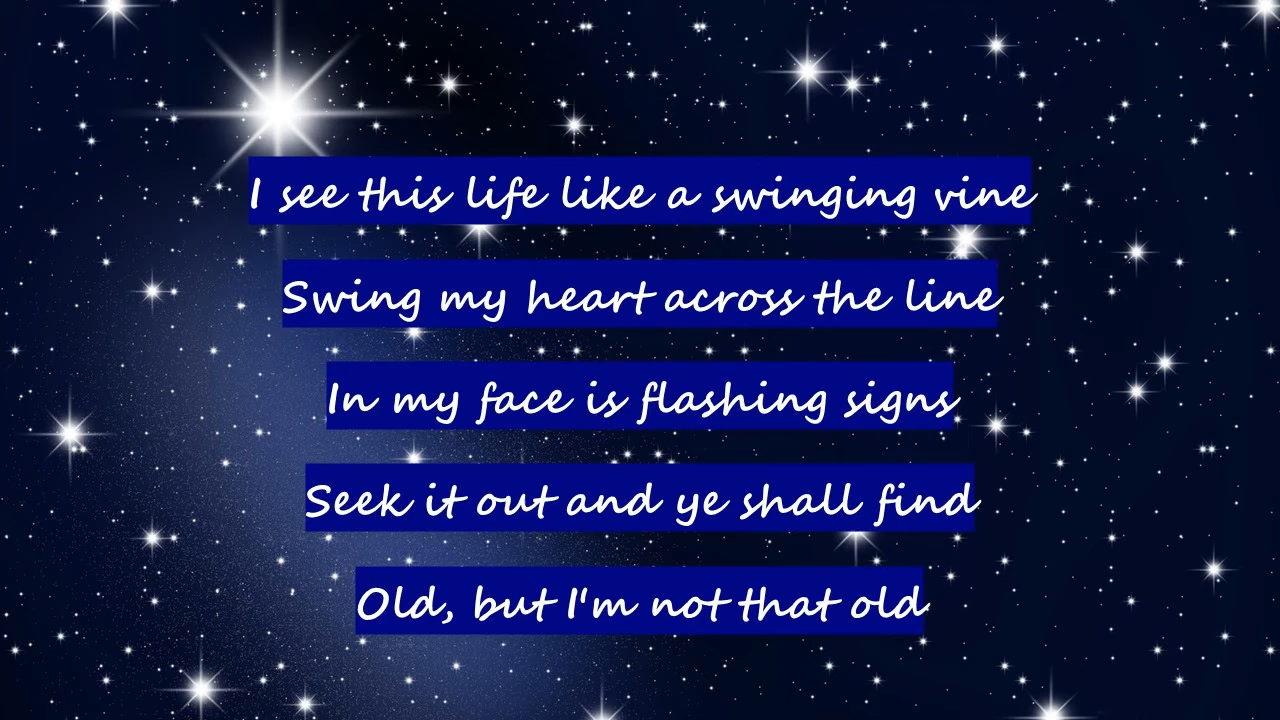 I see this life like a swinging vine
Swing my heart across the line
In my face is flashing signs
Seek it out and ye shall find
Old, but I'm not that old